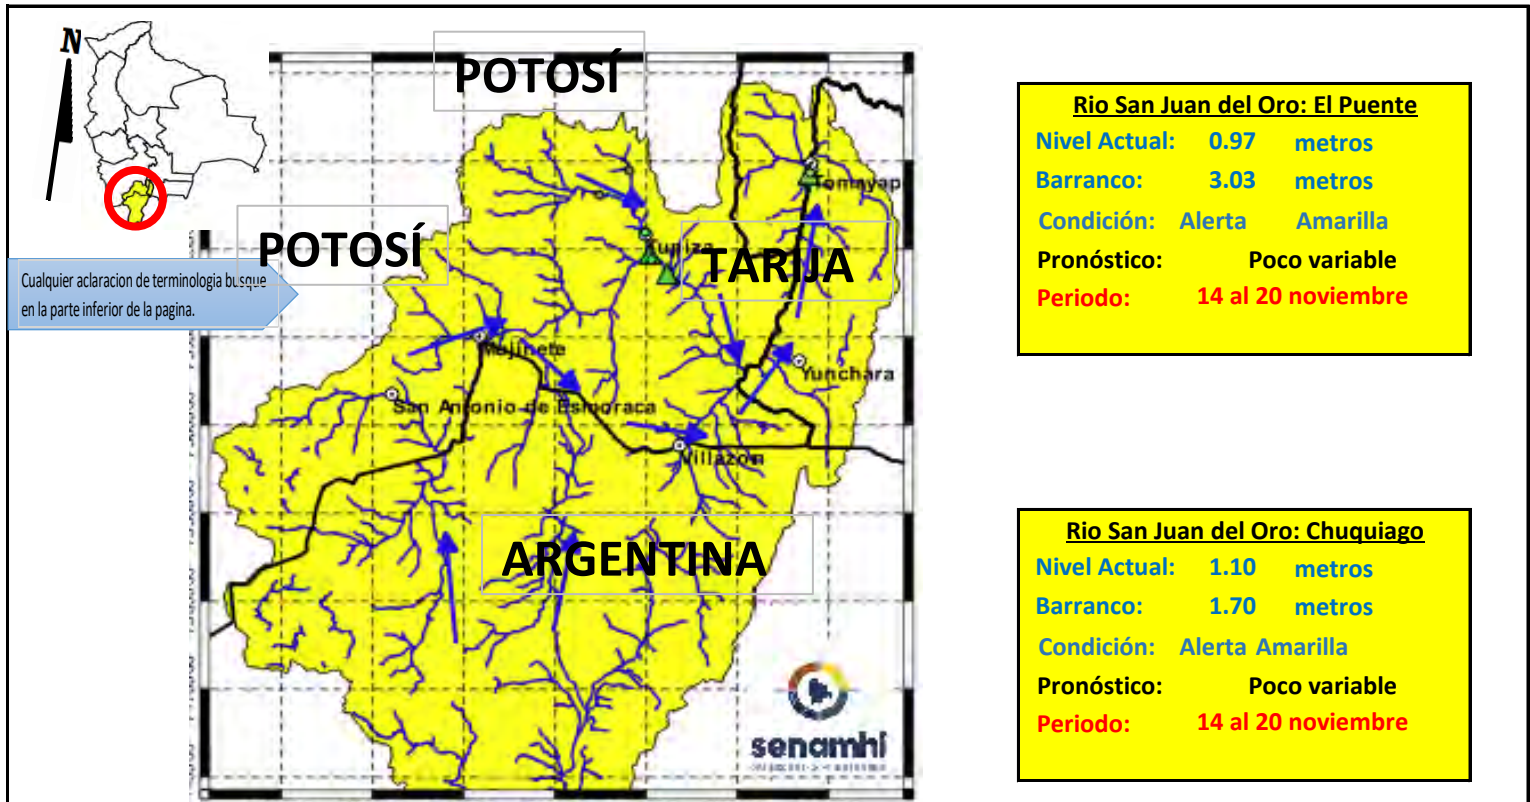 N
POTOSÍ
POTOSÍ
TARIJA
ARGENTINA
Cualquier aclaracion de terminologia busque
en la parte inferior de la pagina.
Tomayap
Tupiza
Mojinete
Yunchara
San Antonio de Esmoraca
Villazon
senamhi
Rio San Juan del Oro: El Puente
Nivel Actual: 0.97 metros
Barranco: 3.03 metros
Condición: Alerta Amarilla
Pronóstico: Poco variable
Periodo: 14 al 20 noviembre
Rio San Juan del Oro: Chuquiago
Nivel Actual: 1.10 metros
Barranco: 1.70 metros
Condición: Alerta Amarilla
Pronóstico: Poco variable
Periodo: 14 al 20 noviembre